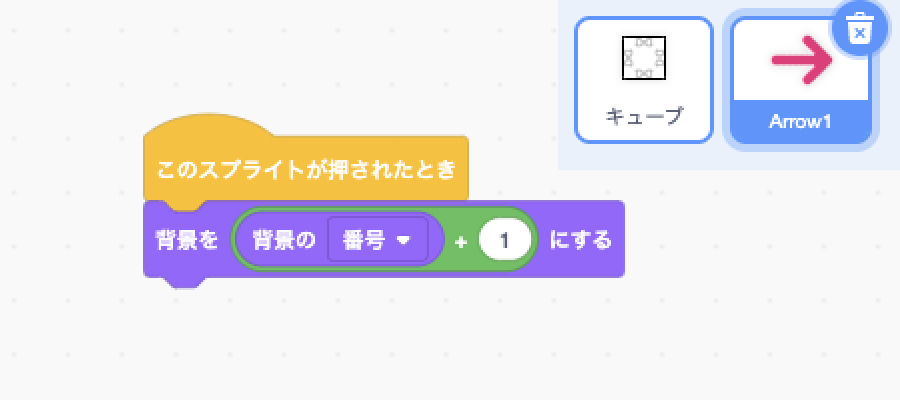 キューブ
Arrow1
このスプライトが押されたとき
背景を 背景の 番号 + 1 にする